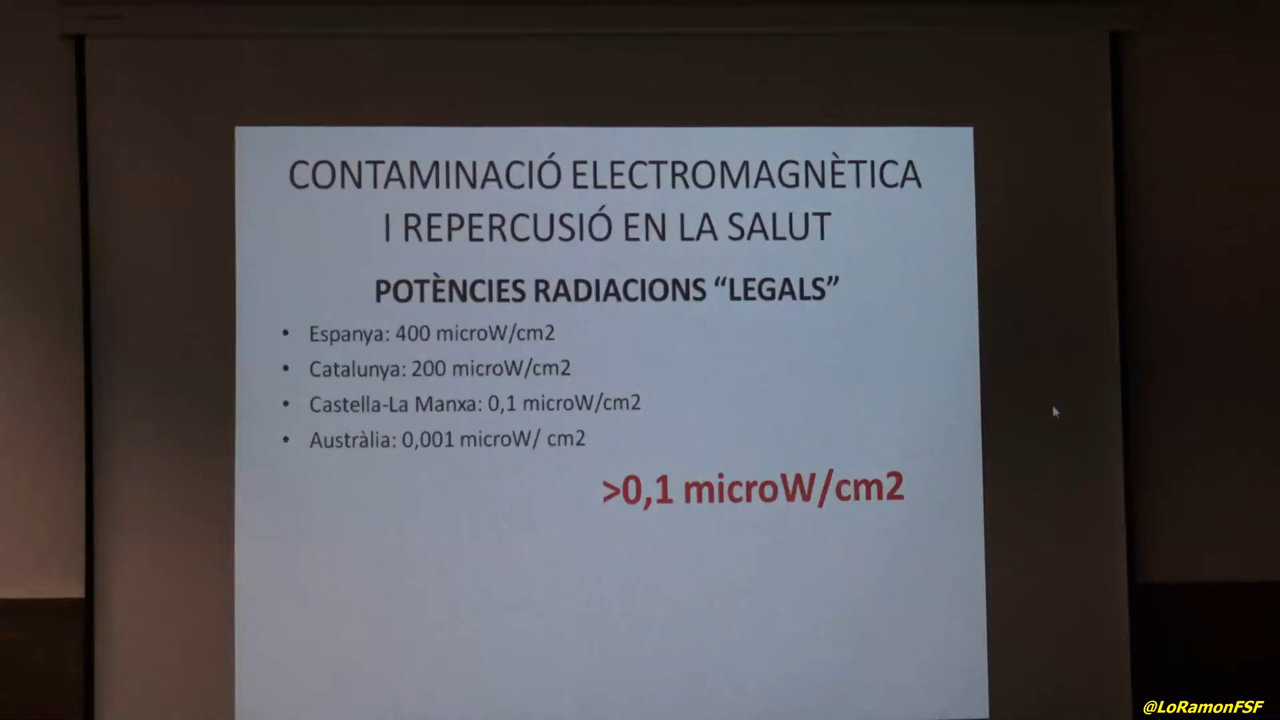 CONTAMINACIÓ ELECTROMAGNÈTICA
I REPERCUSIÓ EN LA SALUT
POTÈNCIES RADIACIONS “LEGALS”
• Espanya: 400 microW/cm2
• Catalunya: 200 microW/cm2
• Castella-La Manxa: 0,1 microW/cm2
• Austràlia: 0,001 microW/ cm2
>0,1 microW/cm2
@LoRamonFSF